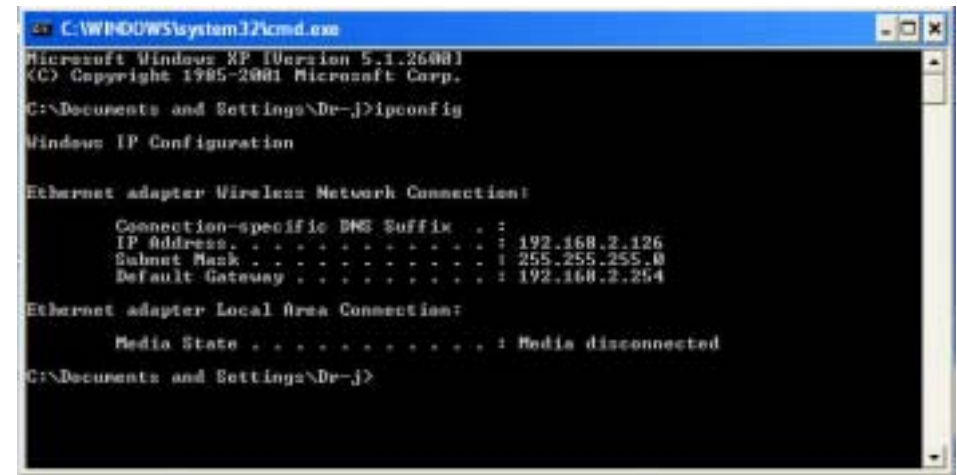 C:\WINDOWS\system32\cmd.exe
Microsoft Windows XP [Version 5.1.2600]
(C) Copyright 1985-2001 Microsoft Corp.
C:\Documents and Settings\Dr-j>ipconfig
Windows IP Configuration
Ethernet adapter Wireless Network Connection:
Connection-specific DNS Suffix . :
IP Address. . . . . . . . . . . . : 192.168.2.126
Subnet Mask . . . . . . . . . . . : 255.255.255.0
Default Gateway . . . . . . . . . : 192.168.2.254
Ethernet adapter Local Area Connection:
Media State . . . . . . . . . . . : Media disconnected
C:\Documents and Settings\Dr-j>